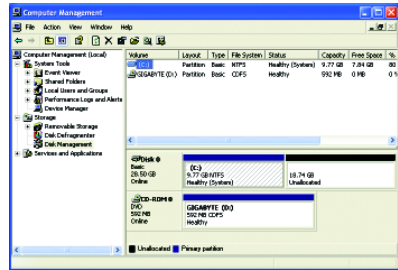 Computer Management
File Action View Window Help
Computer Management (Local)
System Tools
Event Viewer
Shared Folders
Local Users and Groups
Performance Logs and Alerts
Device Manager
Storage
Removable Storage
Disk Defragmenter
Disk Management
Services and Applications
Volume Layout Type File System Status Capacity Free Space %
(C:) Partition Basic NTFS Healthy (System) 9.77 GB 7.84 GB 80
GIGABYTE (D:) Partition Basic CDFS Healthy 592 MB 0 MB 0 %
Disk 0
Basic
28.50 GB
Online
(C:)
9.77 GB NTFS
Healthy (System)
18.74 GB
Unallocated
CD-ROM 0
DVD
592 MB
Online
GIGABYTE (D:)
592 MB CDFS
Healthy
Unallocated Primary partition